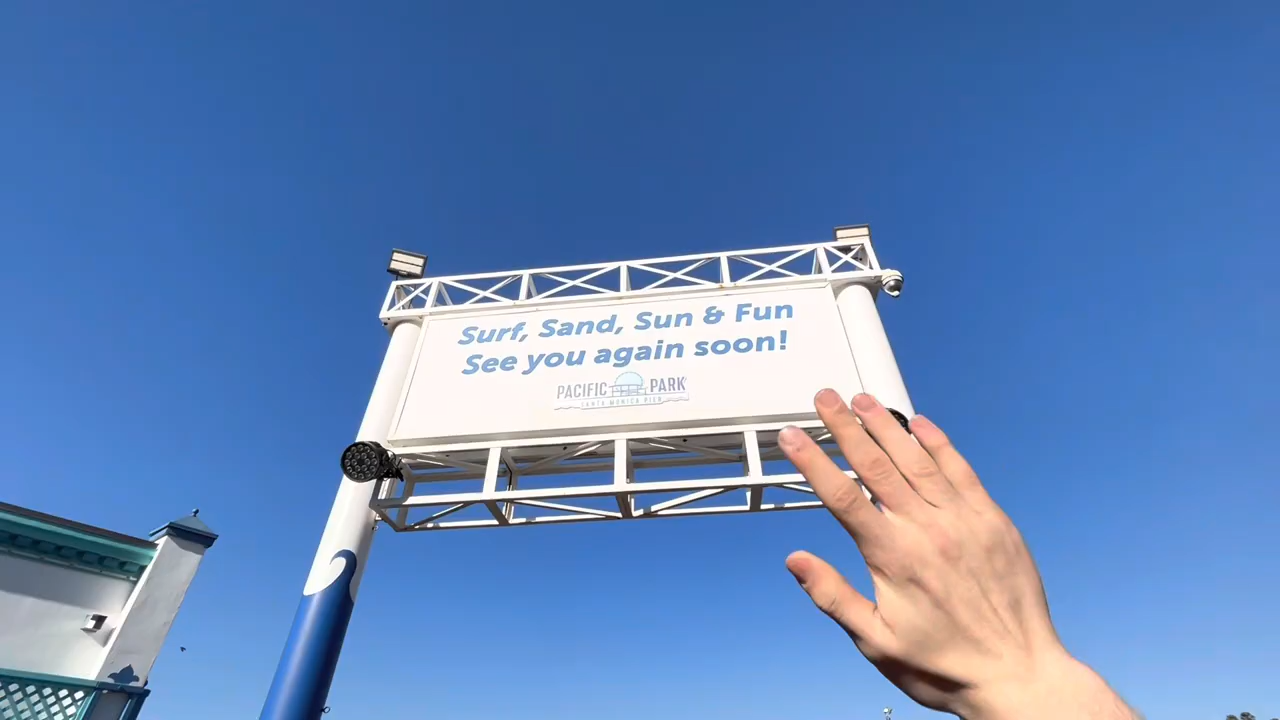 Surf, Sand, Sun & Fun
See you again soon!
PACIFIC PARK
SANTA MONICA PIER